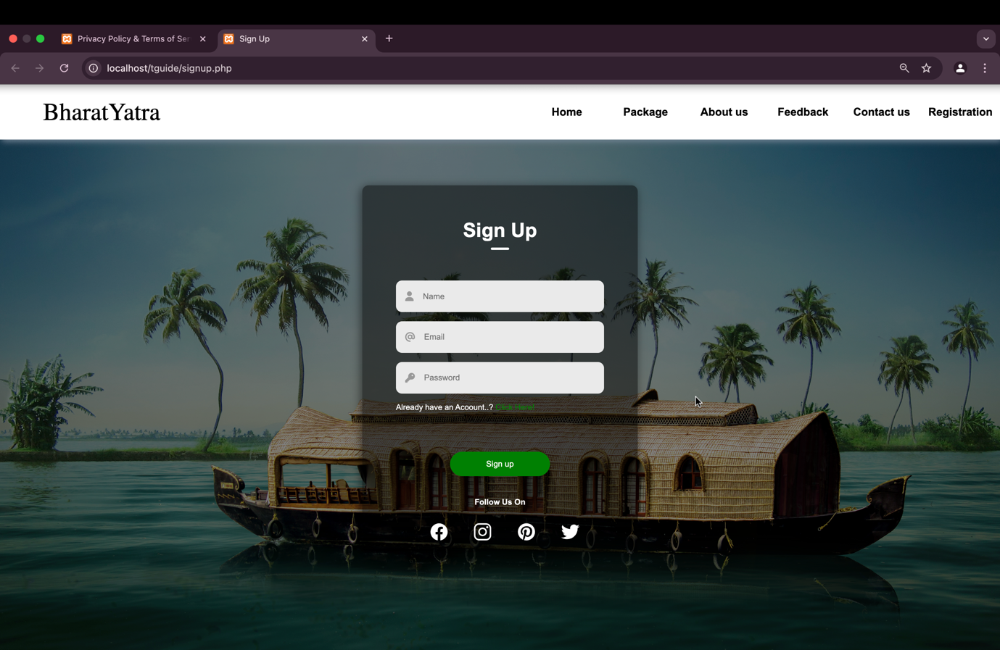 Privacy Policy & Terms of Ser
Sign Up
localhost/tguide/signup.php
BharatYatra
Home Package About us Feedback Contact us Registration
Sign Up
Name
Email
Password
Already have an Acoount..? Click Here!
Sign up
Follow Us On